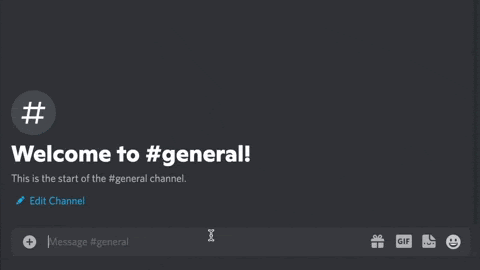 #
Welcome to #general!
This is the start of the #general channel.
Edit Channel
Message #general
GIF